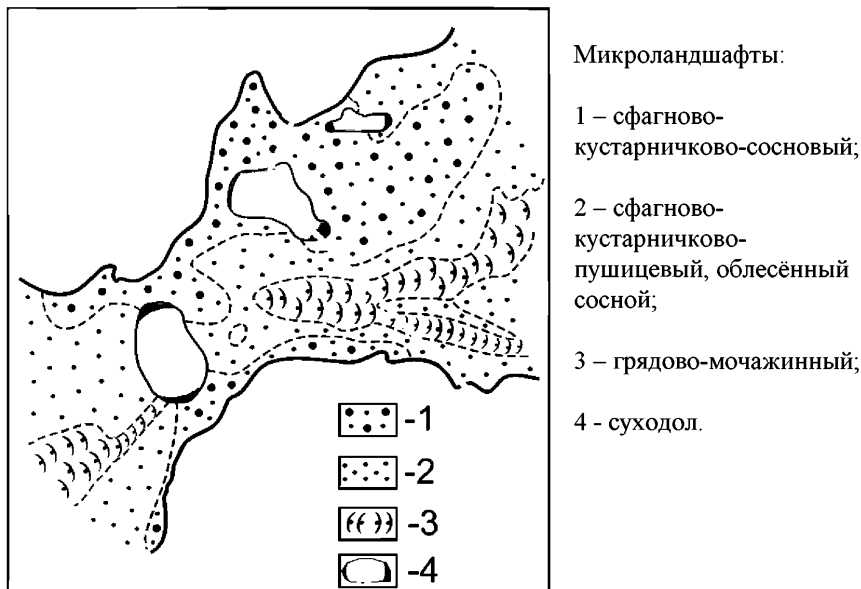 Микроландшафты:
1 – сфагново-
кустарничково-сосновый;
2 – сфагново-
кустарничково-
пушицевый, облесённый
сосной;
3 – грядово-мочажинный;
4 - суходол.
-1
-2
-3
-4